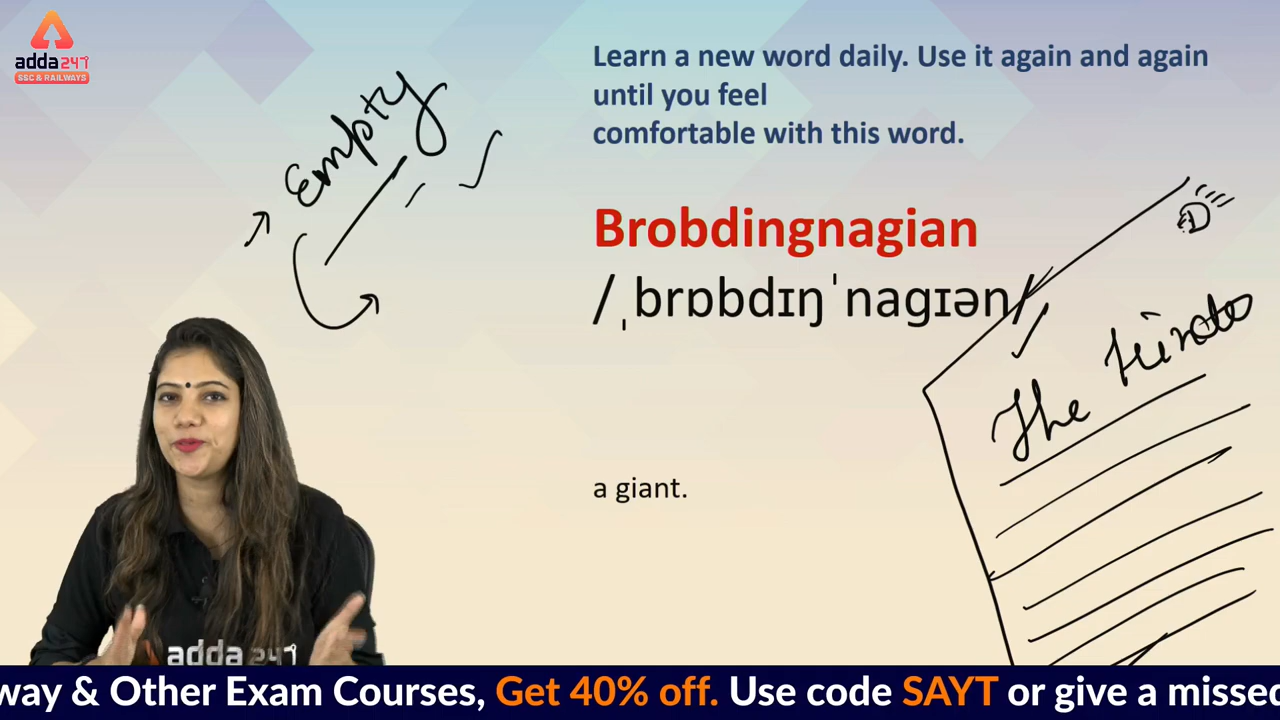 adda247
SSC & RAILWAYS
Empty
Learn a new word daily. Use it again and again
until you feel
comfortable with this word.
Brobdingnagian
/ˌbrɒbdɪŋˈnaɡɪən/
The
a giant.
adda247
way & Other Exam Courses, Get 40% off. Use code SAYT or give a missed